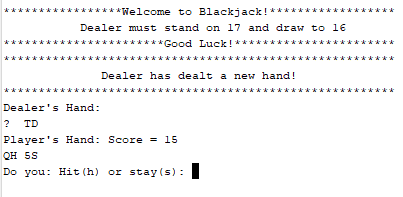 *****************Welcome to Blackjack!******************
Dealer must stand on 17 and draw to 16
***********************Good Luck!***********************
********************************************************
Dealer has dealt a new hand!
********************************************************
Dealer's Hand:
?  TD
Player's Hand: Score = 15
QH 5S
Do you: Hit(h) or stay(s):